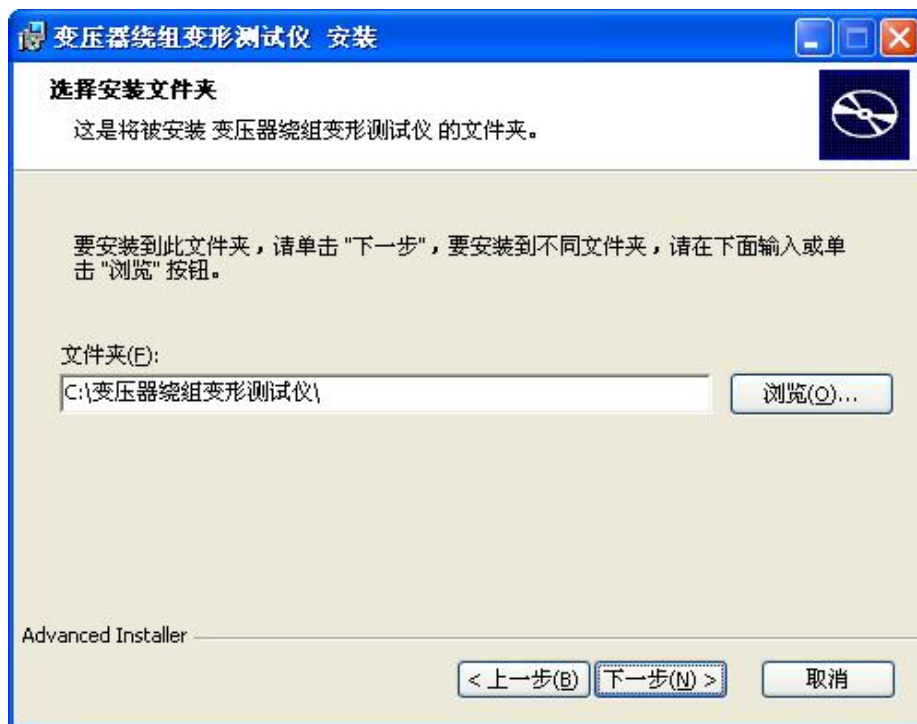 变压器绕组变形测试仪 安装
选择安装文件夹
这是将被安装 变压器绕组变形测试仪 的文件夹。
要安装到此文件夹，请单击 "下一步"，要安装到不同文件夹，请在下面输入或单
击 "浏览" 按钮。
文件夹(F):
C:\变压器绕组变形测试仪\
浏览(O)...
Advanced Installer
< 上一步(B)
下一步(N) >
取消